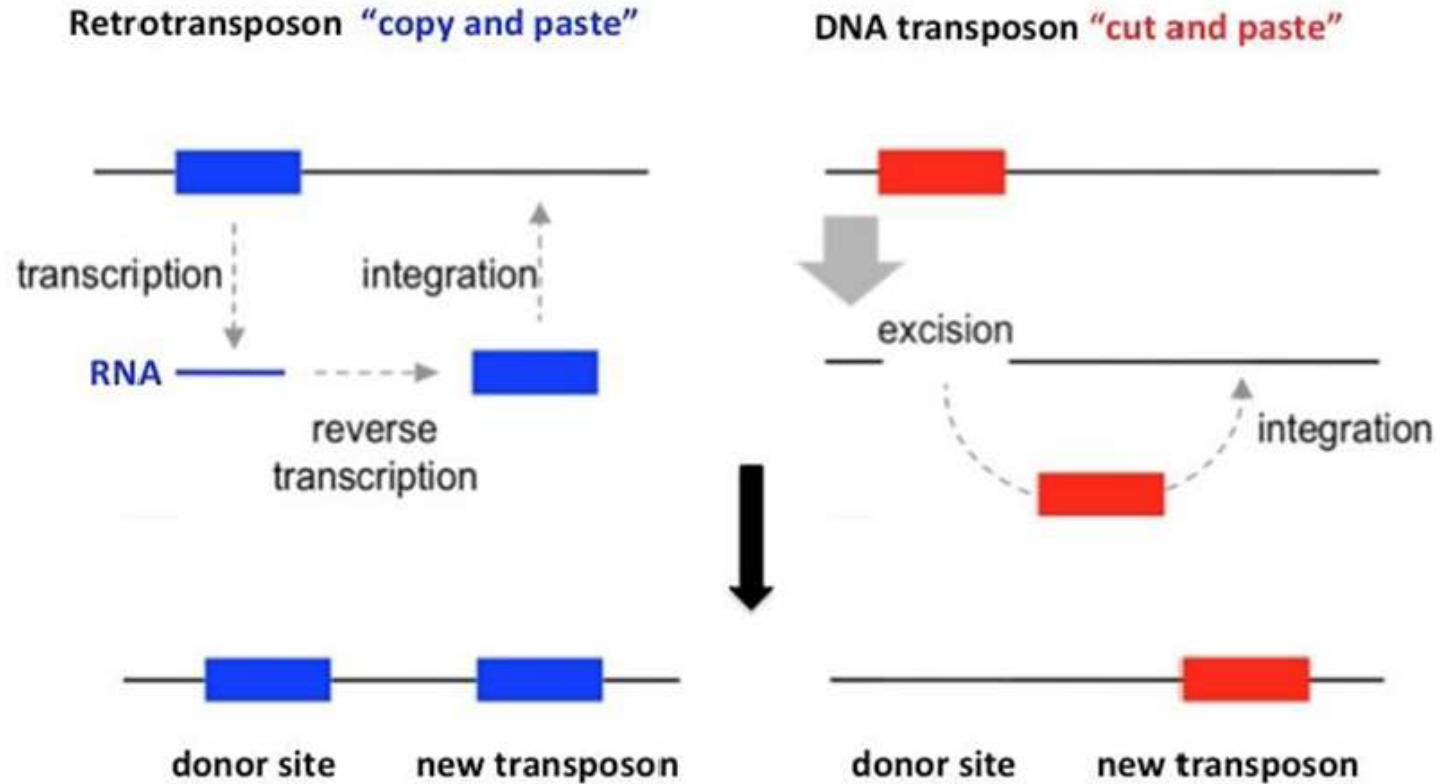 Retrotransposon “copy and paste”
DNA transposon “cut and paste”
transcription
integration
RNA
reverse
transcription
excision
integration
donor site
new transposon
donor site
new transposon